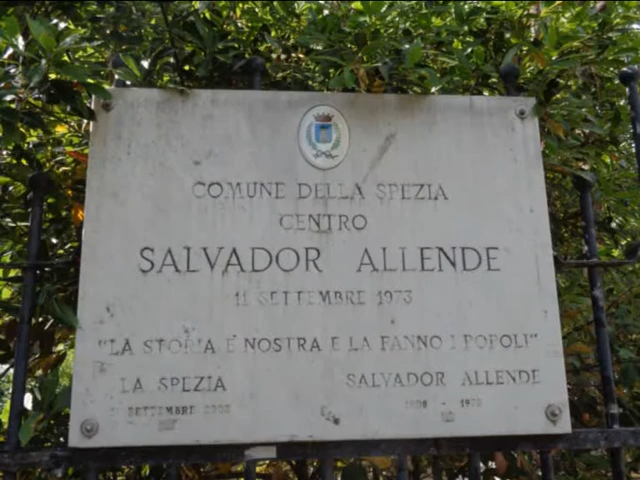 COMUNE DELLA SPEZIA
CENTRO
SALVADOR ALLENDE
11 SETTEMBRE 1973
"LA STORIA È NOSTRA E LA FANNO I POPOLI"
LA SPEZIA SALVADOR ALLENDE
SETTEMBRE